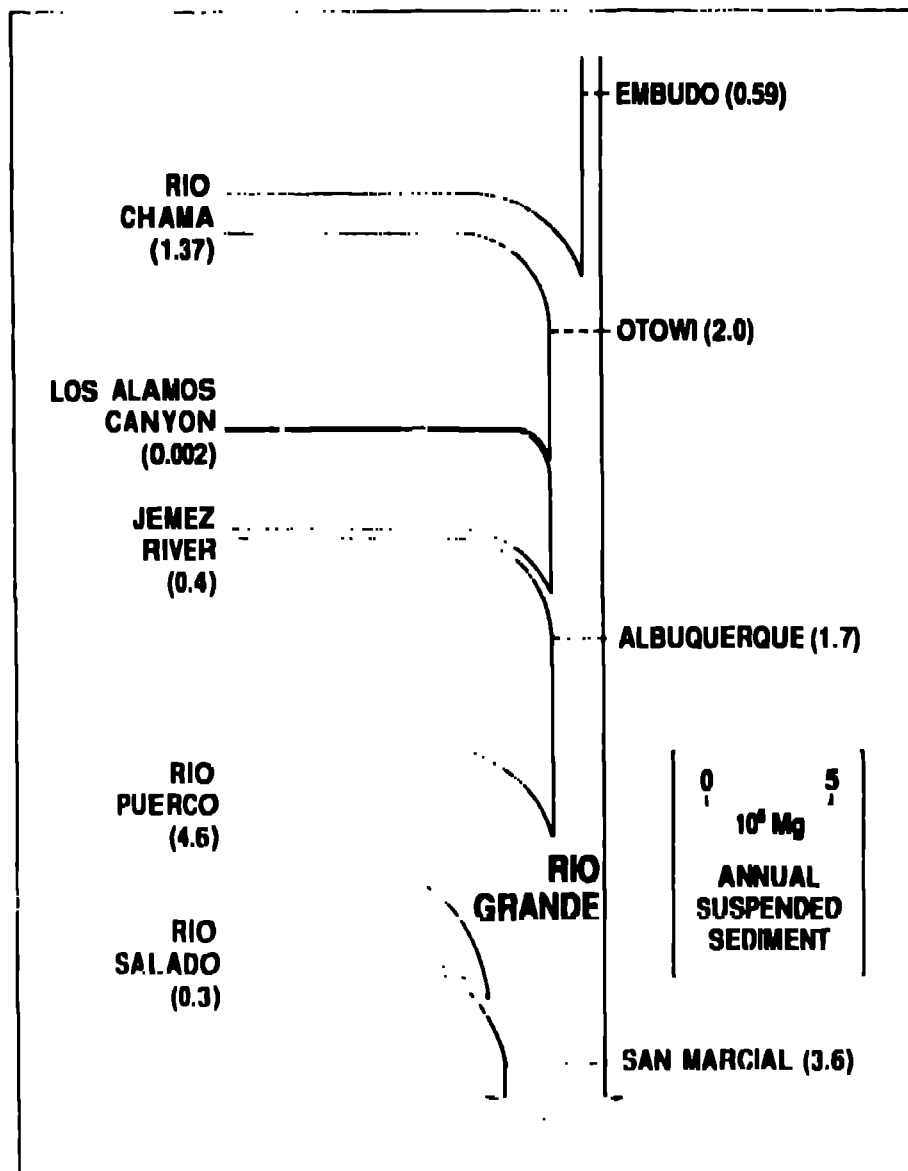 EMBUDO (0.59)
RIO
CHAMA
(1.37)
OTOWI (2.0)
LOS ALAMOS
CANYON
(0.002)
JEMEZ
RIVER
(0.4)
ALBUQUERQUE (1.7)
RIO
PUERCO
(4.6)
0 5
Mg
ANNUAL
SUSPENDED
SEDIMENT
RIO
GRANDE
RIO
SALADO
(0.3)
SAN MARCIAL (3.6)